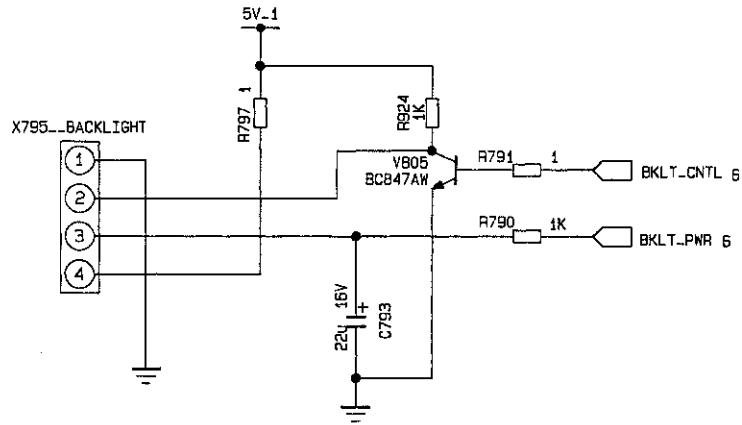 5V_1
R797 1
R924 1K
X795__BACKLIGHT
1
2
3
4
V805
BC847AW
R791 1
BKLT_CNTL 6
R790 1K
BKLT_PWR 6
22u 16V
+
C793